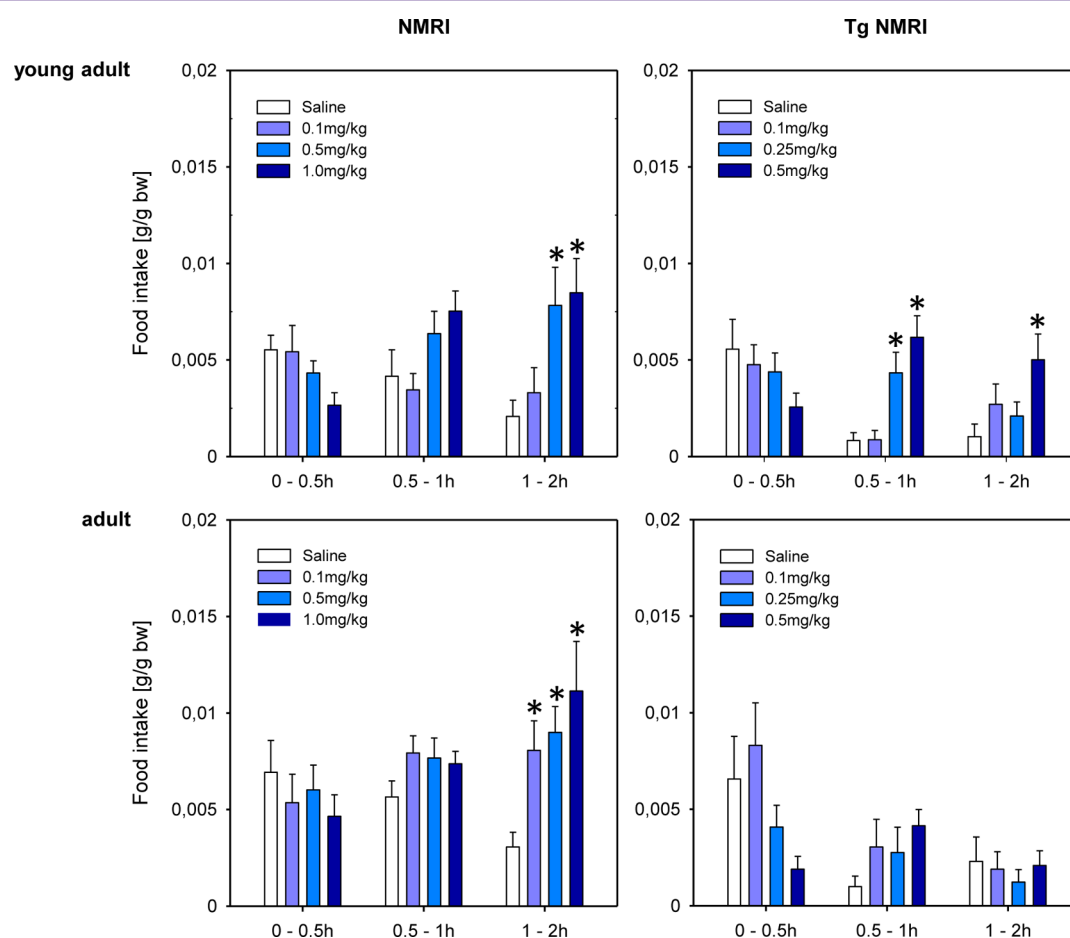 NMRI
Tg NMRI
young adult
0,02
0,015
0,01
0,005
0
Food intake [g/g bw]
Saline
0.1mg/kg
0.5mg/kg
1.0mg/kg
* *
0 - 0.5h
0.5 - 1h
1 - 2h
0,02
0,015
0,01
0,005
0
Saline
0.1mg/kg
0.25mg/kg
0.5mg/kg
* * *
0 - 0.5h
0.5 - 1h
1 - 2h
adult
0,02
0,015
0,01
0,005
0
Food intake [g/g bw]
Saline
0.1mg/kg
0.5mg/kg
1.0mg/kg
* * *
0 - 0.5h
0.5 - 1h
1 - 2h
0,02
0,015
0,01
0,005
0
Saline
0.1mg/kg
0.25mg/kg
0.5mg/kg
0 - 0.5h
0.5 - 1h
1 - 2h